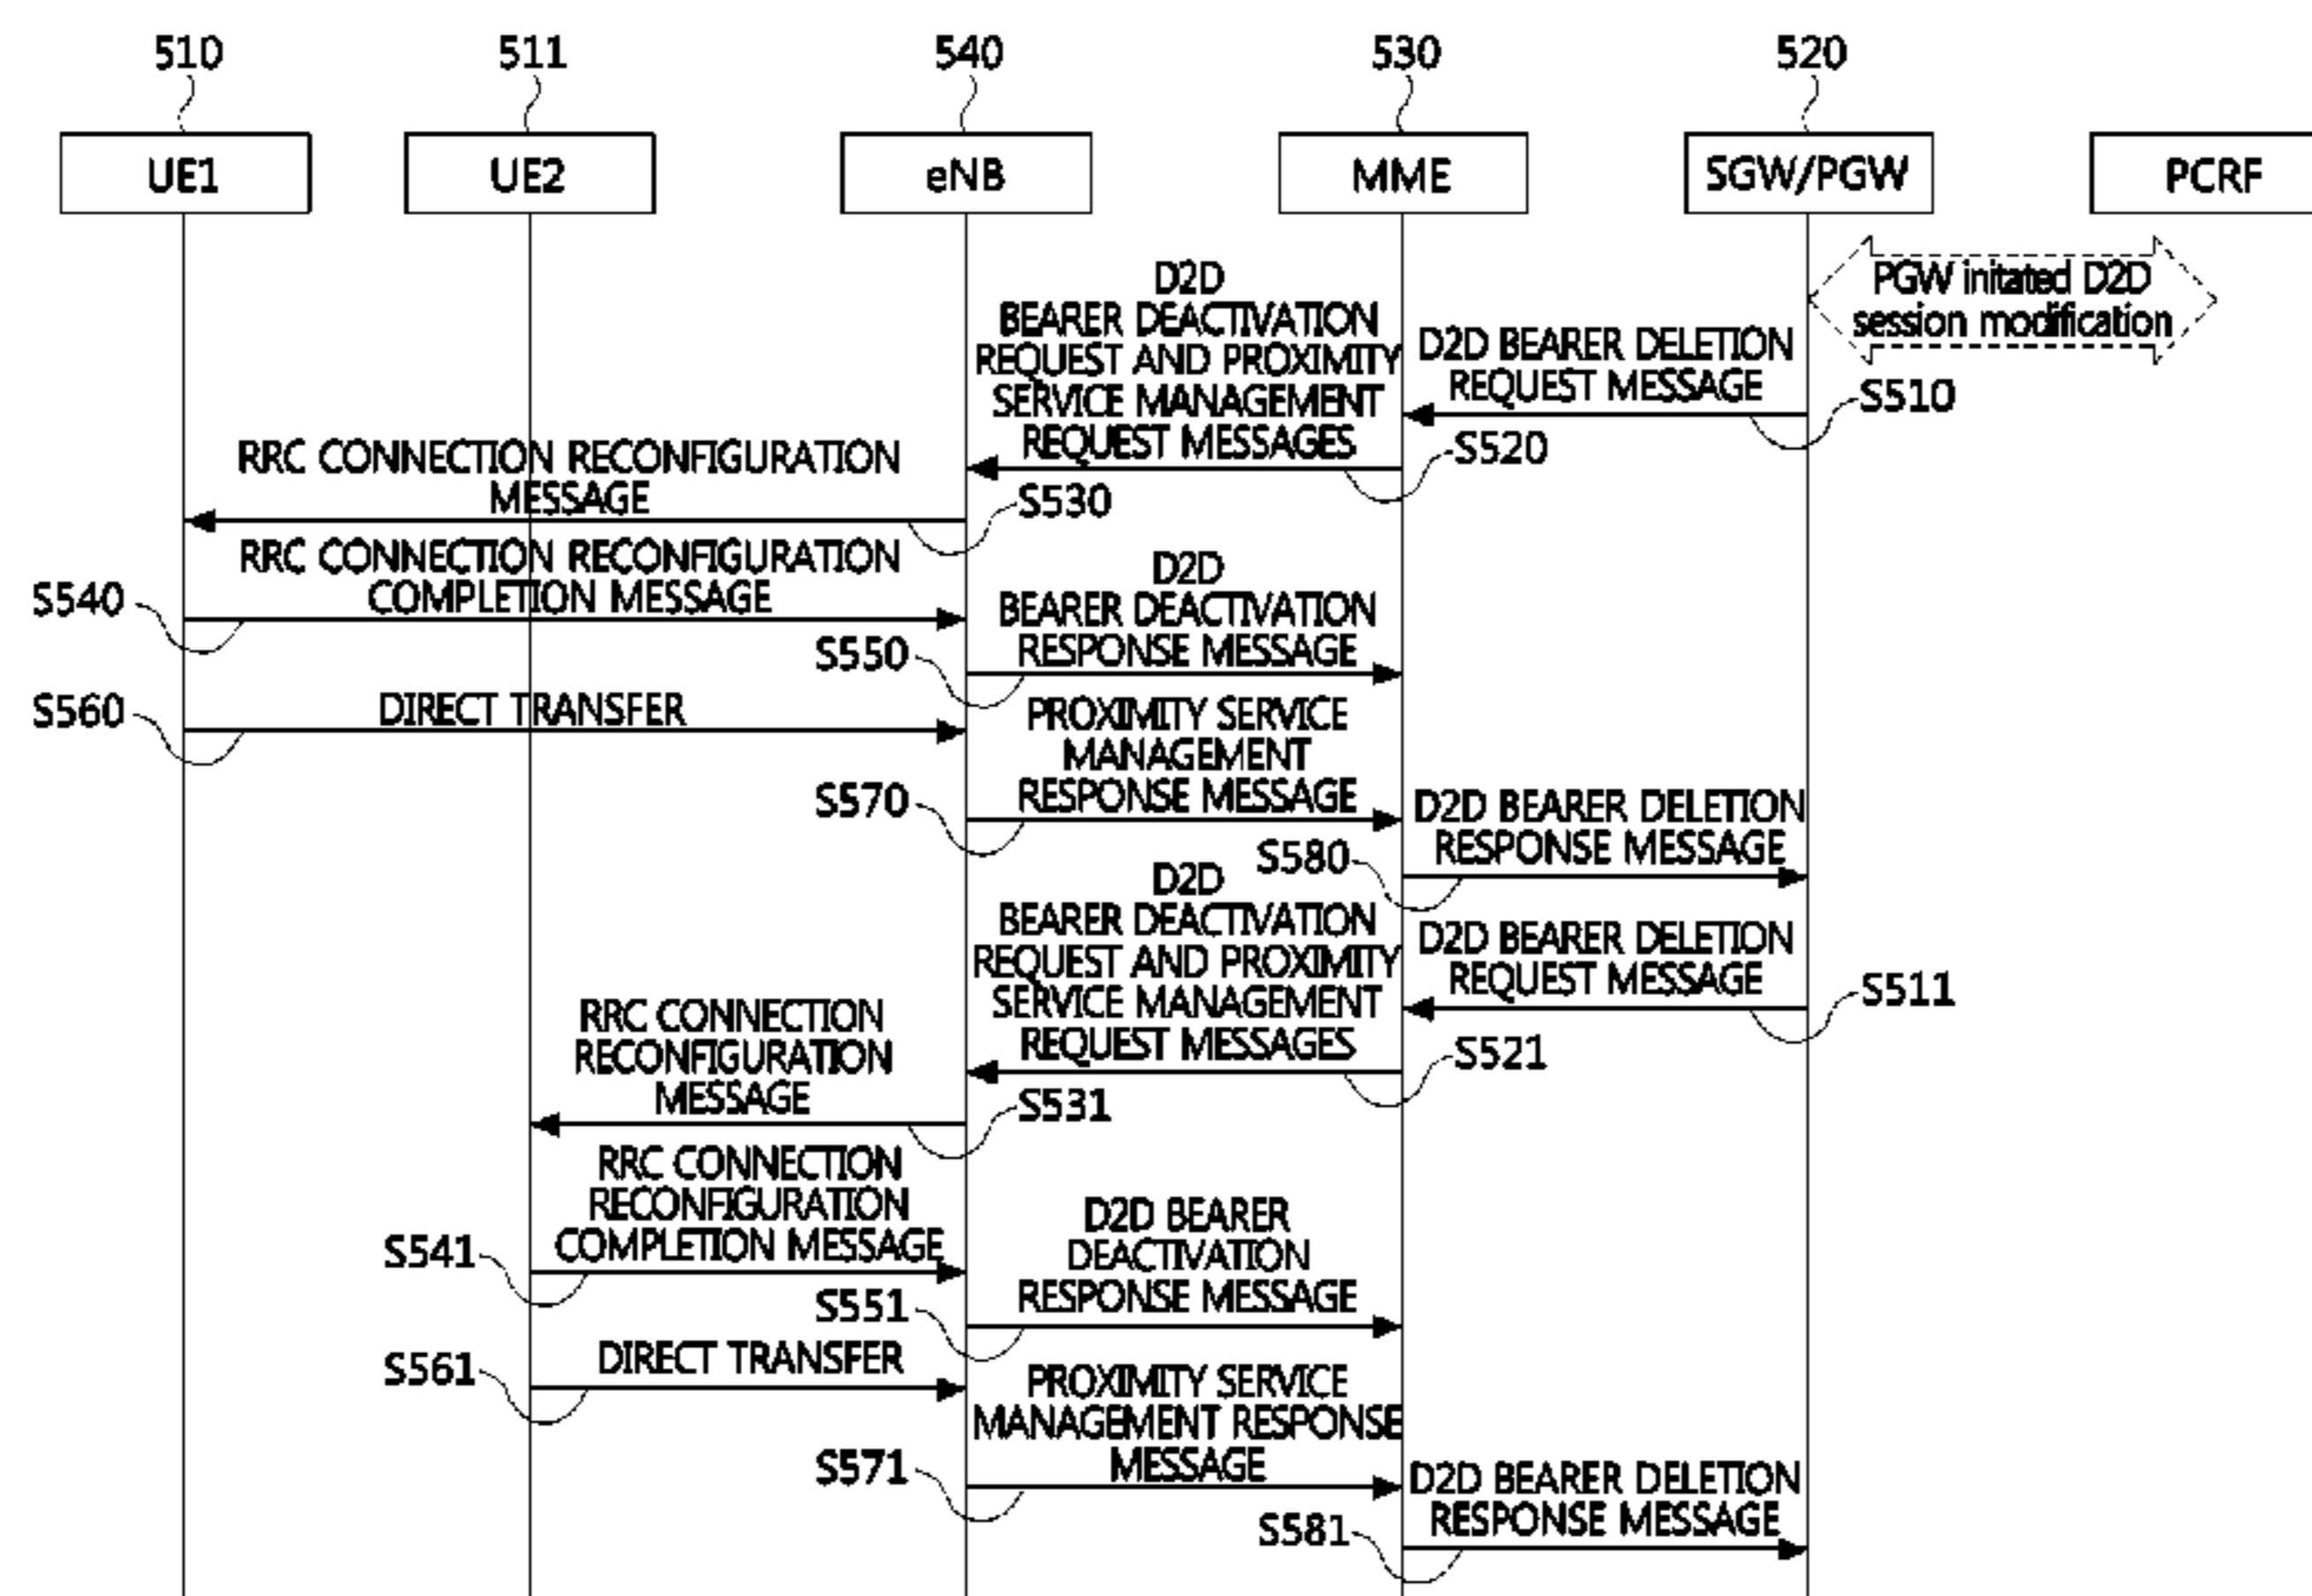 510
511
540
530
520
UE1
UE2
eNB
MME
SGW/PGW
PCRF
PGW initated D2D
session modification
D2D BEARER DELETION
REQUEST MESSAGE
S510
D2D
BEARER DEACTIVATION
REQUEST AND PROXIMITY
SERVICE MANAGEMENT
REQUEST MESSAGES
S520
RRC CONNECTION RECONFIGURATION
MESSAGE
S530
RRC CONNECTION RECONFIGURATION
COMPLETION MESSAGE
S540
D2D
BEARER DEACTIVATION
RESPONSE MESSAGE
S550
DIRECT TRANSFER
S560
PROXIMITY SERVICE
MANAGEMENT
RESPONSE MESSAGE
S570
D2D BEARER DELETION
RESPONSE MESSAGE
S580
D2D BEARER DELETION
REQUEST MESSAGE
S511
D2D
BEARER DEACTIVATION
REQUEST AND PROXIMITY
SERVICE MANAGEMENT
REQUEST MESSAGES
S521
RRC CONNECTION
RECONFIGURATION
MESSAGE
S531
RRC CONNECTION
RECONFIGURATION
COMPLETION MESSAGE
S541
D2D BEARER
DEACTIVATION
RESPONSE MESSAGE
S551
DIRECT TRANSFER
S561
PROXIMITY SERVICE
MANAGEMENT RESPONSE
MESSAGE
S571
D2D BEARER DELETION
RESPONSE MESSAGE
S581